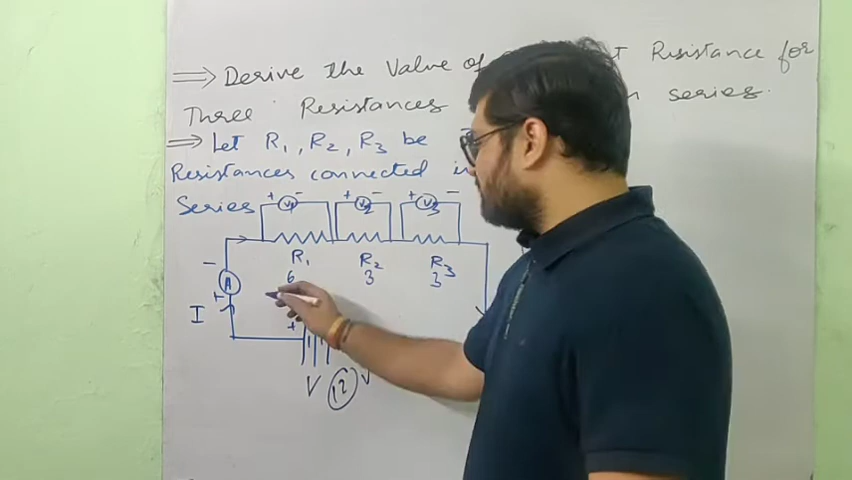 ⇒ Derive the Value of Resistance for
Three Resistances series.
⇒ Let R1, R2, R3 be
Resistances connected in
Series
+ V1 - + V2 - + V3 -
R1 R2 R3
6 3 3
-
A
+
I
+
V 12 V